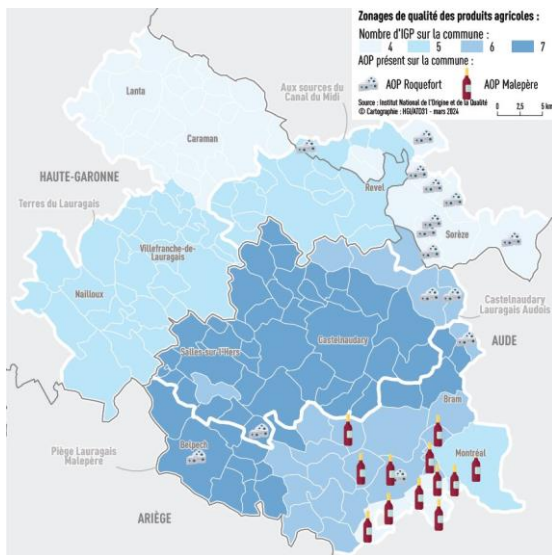 Zonages de qualité des produits agricoles :
Nombre d'IGP sur la commune :
4 5 6 7
AOP présent sur la commune :
AOP Roquefort AOP Malepère
Source : Institut National de l'Origine et de la Qualité
© Cartographie : HGUATD31 - mars 2024
0 2,5 5 km
Lanta
Aux sources du
Canal du Midi
Caraman
HAUTE-GARONNE
Revel
Terres du Lauragais
Sorèze
Villefranche-de-
Lauragais
Nailloux
Castelnaudary
Lauragais Audois
Castelnaudary
AUDE
Salles-sur-l'Hers
Bram
Belpech
Montréal
Piège Lauragais
Malepère
ARIÈGE